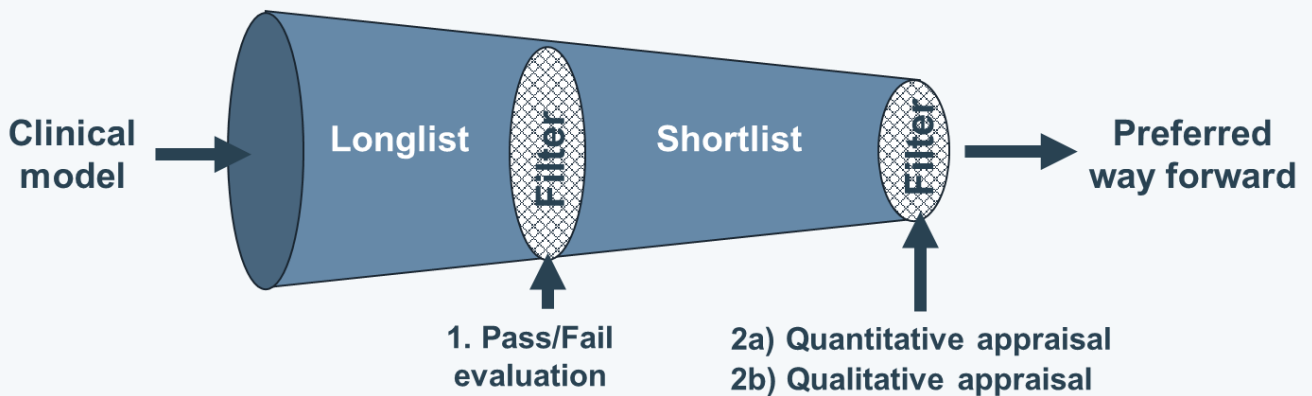 Clinical
model
Longlist
Filter
Shortlist
Filter
Preferred
way forward
1. Pass/Fail
evaluation
2a) Quantitative appraisal
2b) Qualitative appraisal